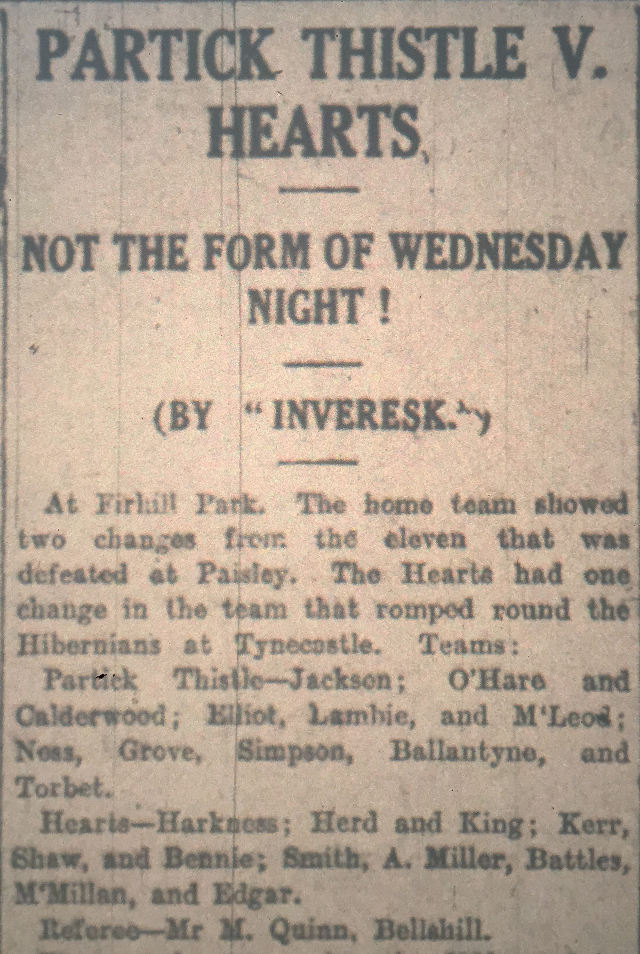 PARTICK THISTLE V.
HEARTS.
NOT THE FORM OF WEDNESDAY
NIGHT !
(BY “ INVERESK.”)
At Firhill Park. The home team showed
two changes from the eleven that was
defeated at Paisley. The Hearts had one
change in the team that romped round the
Hibernians at Tynecastle. Teams:
Partick Thistle—Jackson; O'Hare and
Calderwood; Elliot, Lambie, and M'Leod;
Ness, Grove, Simpson, Ballantyne, and
Torbet.
Hearts—Harkness; Herd and King; Kerr,
Shaw, and Bennie; Smith, A. Miller, Battles,
M'Millan, and Edgar.
Referee—Mr M. Quinn, Bellshill.